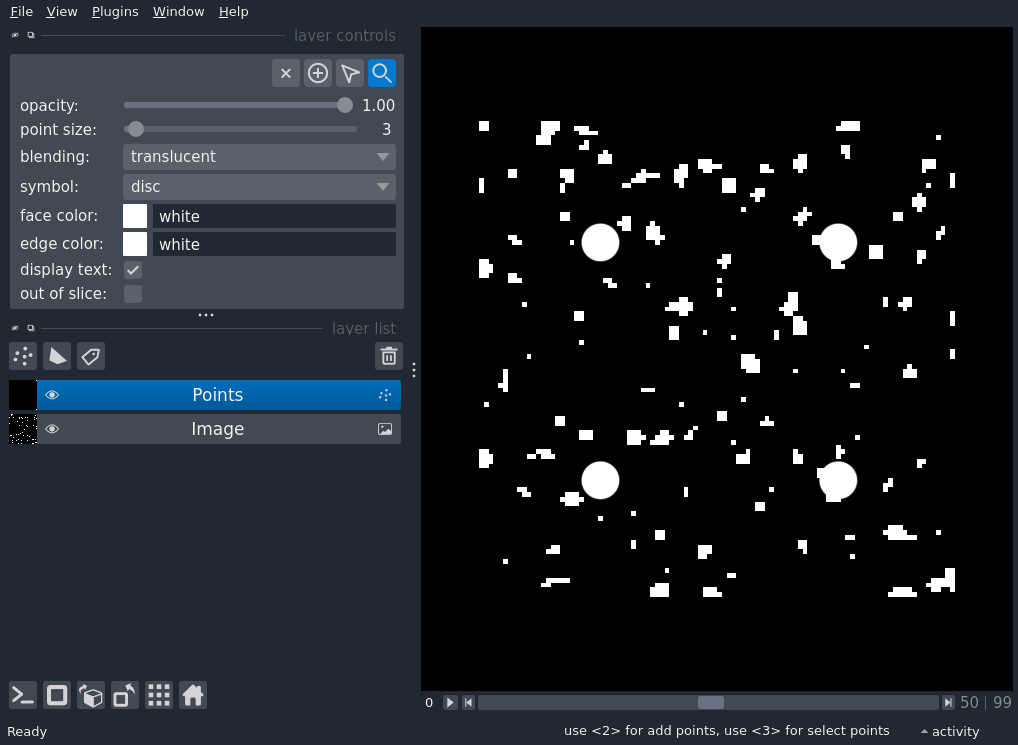 File View Plugins Window Help
layer controls
opacity: 1.00
point size: 3
blending: translucent
symbol: disc
face color: white
edge color: white
display text:
out of slice:
layer list
Points
Image
0 50 | 99
Ready use <2> for add points, use <3> for select points activity